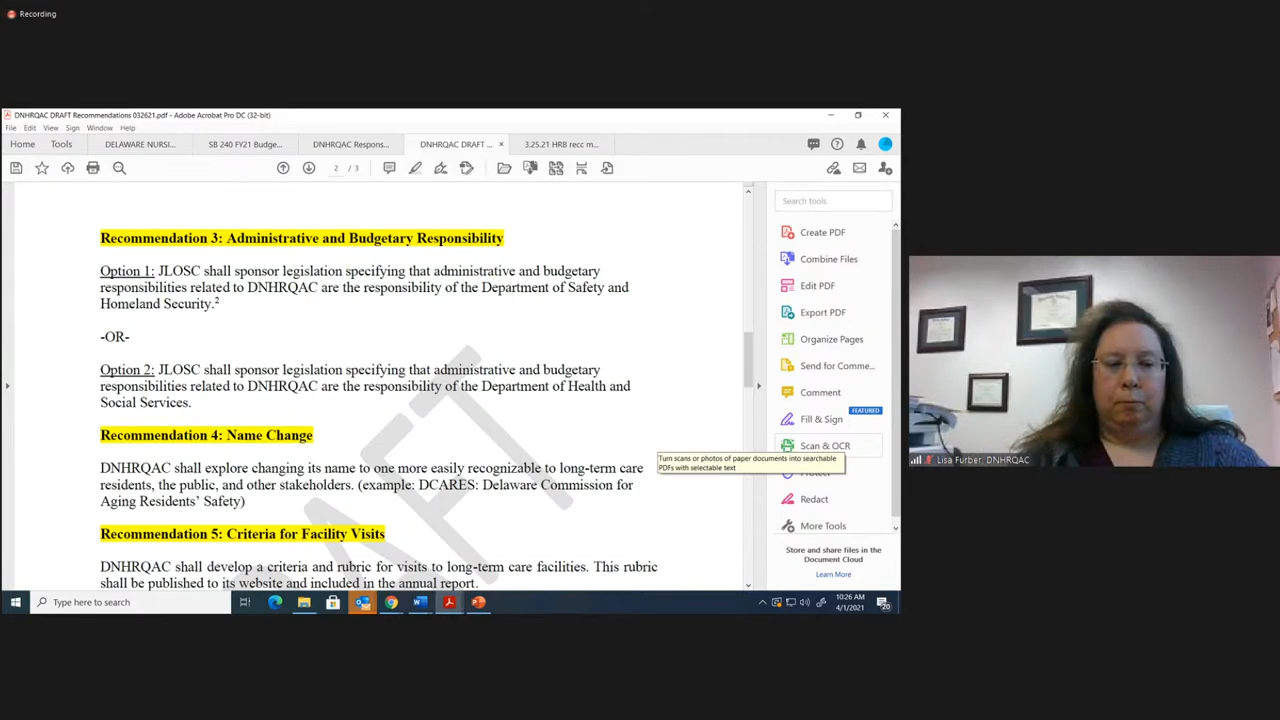 Recording
DNHRQAC DRAFT Recommendations 032621.pdf - Adobe Acrobat Pro DC (32-bit)
File Edit View Sign Window Help
Home Tools DELAWARE NURSI... SB 240 FY21 Budge... DNHRQAC Respons... DNHRQAC DRAFT ... × 3.25.21 HRB recc m...
2 / 3
Recommendation 3: Administrative and Budgetary Responsibility
Option 1: JLOSC shall sponsor legislation specifying that administrative and budgetary
responsibilities related to DNHRQAC are the responsibility of the Department of Safety and
Homeland Security.2
-OR-
Option 2: JLOSC shall sponsor legislation specifying that administrative and budgetary
responsibilities related to DNHRQAC are the responsibility of the Department of Health and
Social Services.
Recommendation 4: Name Change
DNHRQAC shall explore changing its name to one more easily recognizable to long-term care
residents, the public, and other stakeholders. (example: DCARES: Delaware Commission for
Aging Residents' Safety)
Recommendation 5: Criteria for Facility Visits
DNHRQAC shall develop a criteria and rubric for visits to long-term care facilities. This rubric
shall be published to its website and included in the annual report.
DRAFT
Search tools
Create PDF
Combine Files
Edit PDF
Export PDF
Organize Pages
Send for Comme...
Comment
FEATURED
Fill & Sign
Scan & OCR
Turn scans or photos of paper documents into searchable
PDFs with selectable text
Protect
Redact
More Tools
Store and share files in the
Document Cloud
Learn More
Type here to search
10:26 AM
4/1/2021
20
Lisa Furber, DNHRQAC